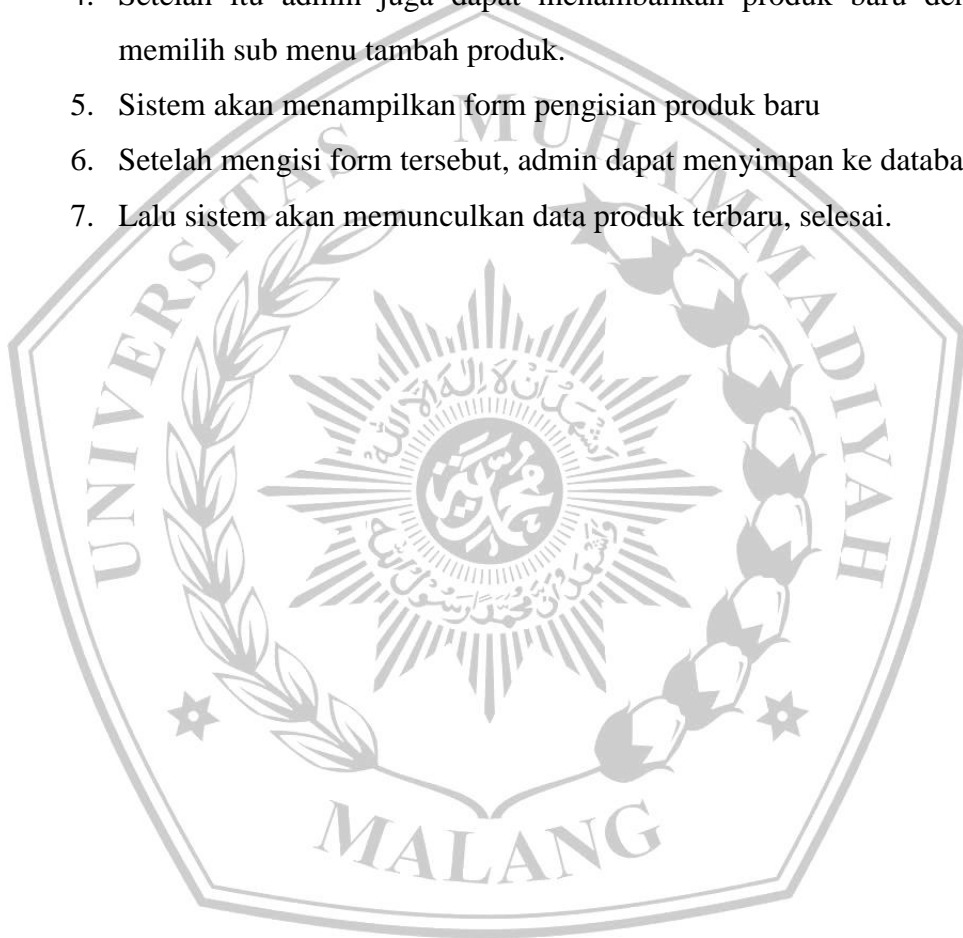 4. Setelah itu admin juga dapat menambahkan produk baru
memilih sub menu tambah produk.
5. Sistem akan menampilkan form pengisian produk baru
6. Setelah mengisi form tersebut, admin dapat menyimpan ke databa
7. Lalu sistem akan memunculkan data produk terbaru, selesai.
UNIVERSITAS MUHAMMADIYAH
MALANG